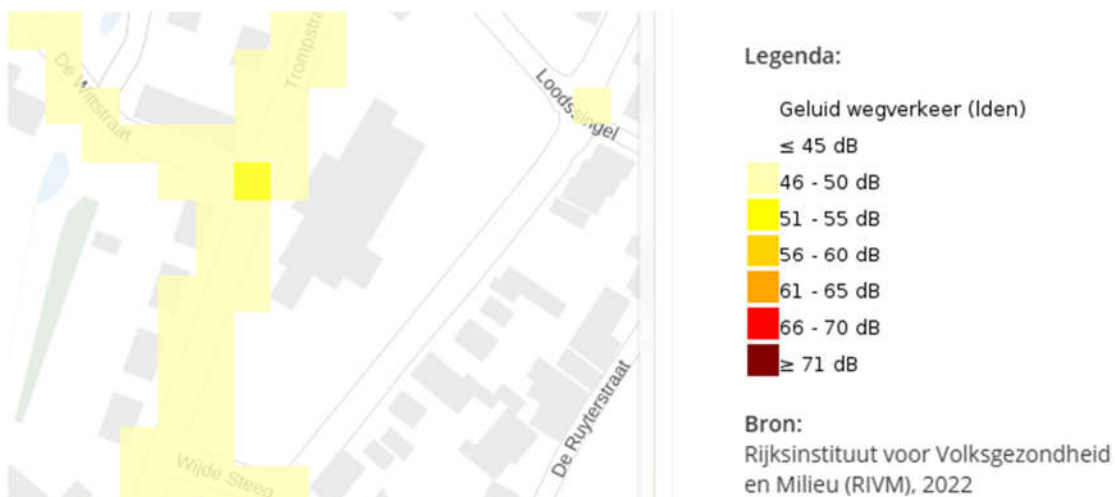 De Wittstraat
Trompstra
Loodssingel
De Ruyterstraat
Wijde Steeg
Legenda:
Geluid wegverkeer (lden)
≤ 45 dB
46 - 50 dB
51 - 55 dB
56 - 60 dB
61 - 65 dB
66 - 70 dB
≥ 71 dB
Bron:
Rijksinstituut voor Volksgezondheid
en Milieu (RIVM), 2022